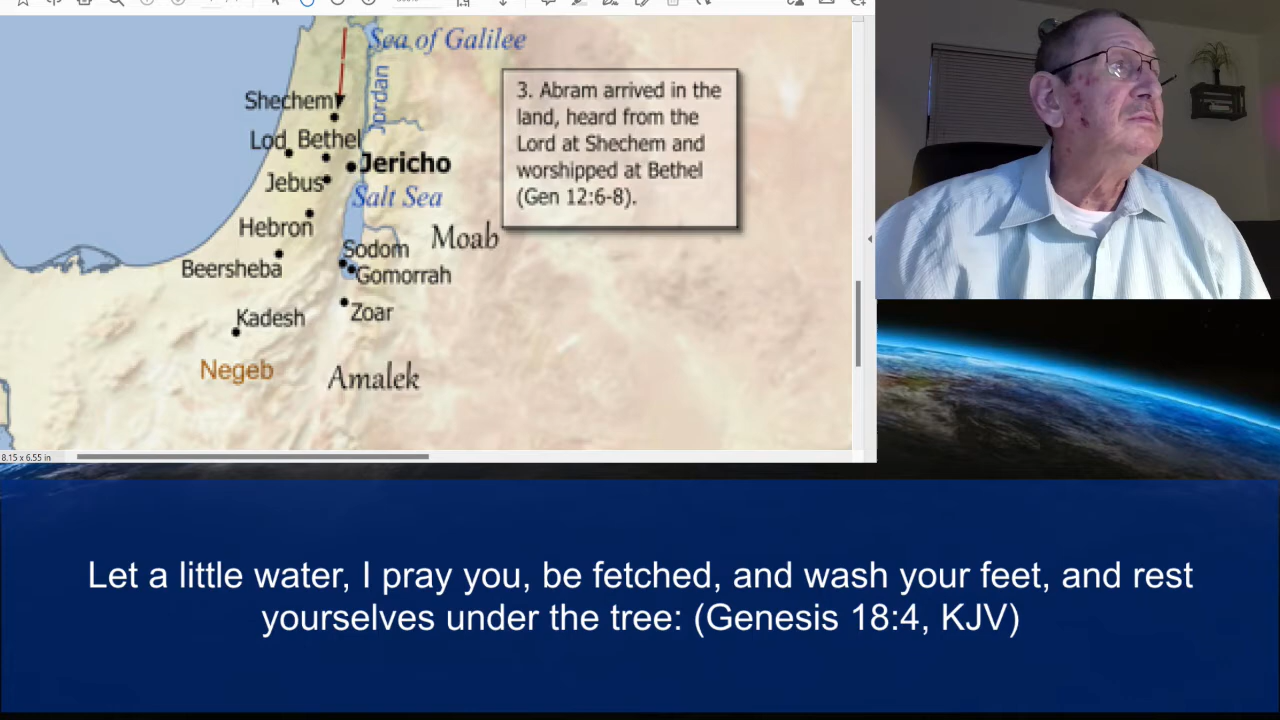 Sea of Galilee
Jordan
Shechem
Lod Bethel
Jericho
Jebus
Salt Sea
Hebron
Moab
Sodom
Beersheba
Gomorrah
Zoar
Kadesh
Negeb
Amalek
3. Abram arrived in the
land, heard from the
Lord at Shechem and
worshipped at Bethel
(Gen 12:6-8).
8.15 x 6.55 in
Let a little water, I pray you, be fetched, and wash your feet, and rest
yourselves under the tree: (Genesis 18:4, KJV)